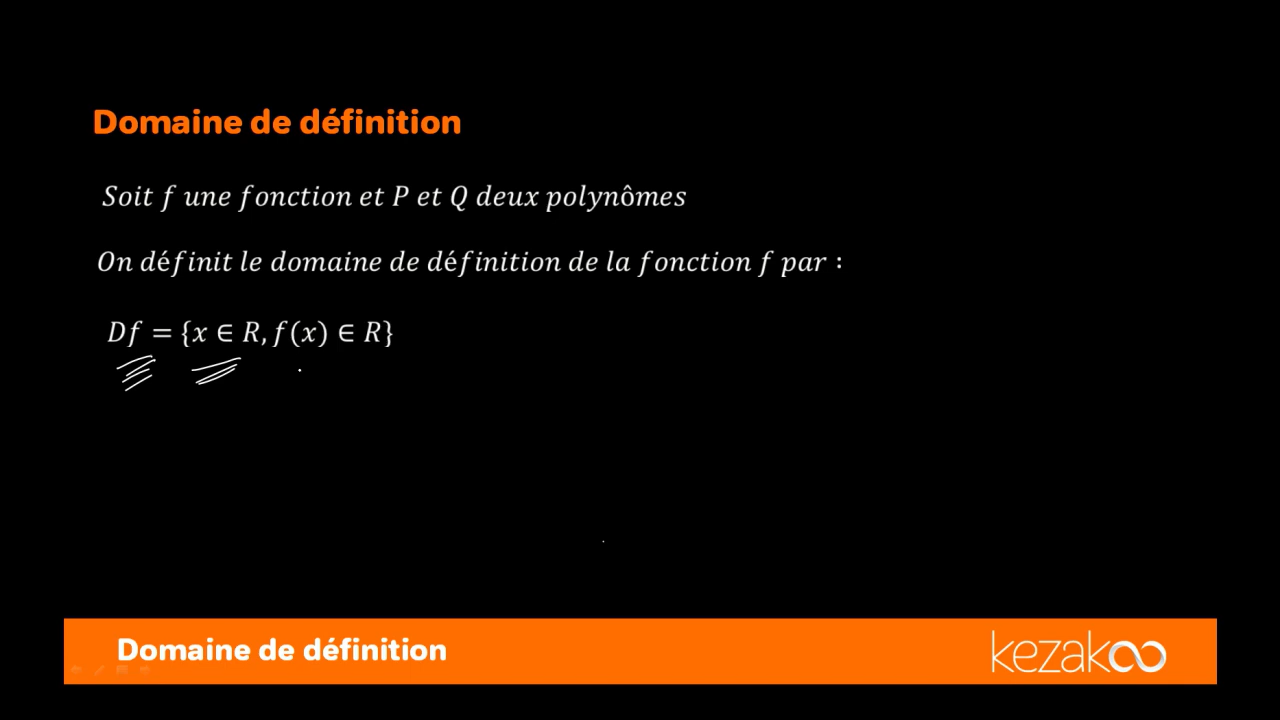 Domaine de définition
Soit f une fonction et P et Q deux polynômes
On définit le domaine de définition de la fonction f par :
Df = {x ∈ R, f(x) ∈ R}
Domaine de définition
kezakoo